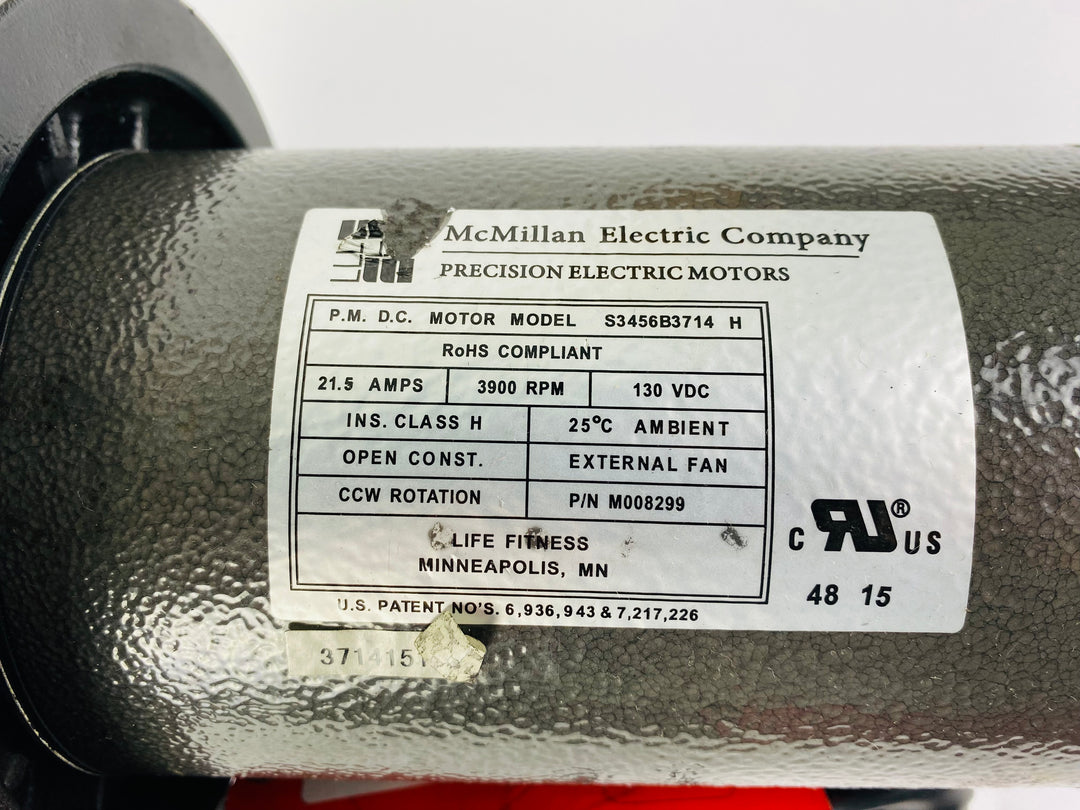 McMillan Electric Company
PRECISION ELECTRIC MOTORS
P.M. D.C. MOTOR MODEL S3456B3714 H
RoHS COMPLIANT
21.5 AMPS 3900 RPM 130 VDC
INS. CLASS H 25°C AMBIENT
OPEN CONST. EXTERNAL FAN
CCW ROTATION P/N M008299
LIFE FITNESS
MINNEAPOLIS, MN
C RU® US
48 15
U.S. PATENT NO'S. 6,936,943 & 7,217,226